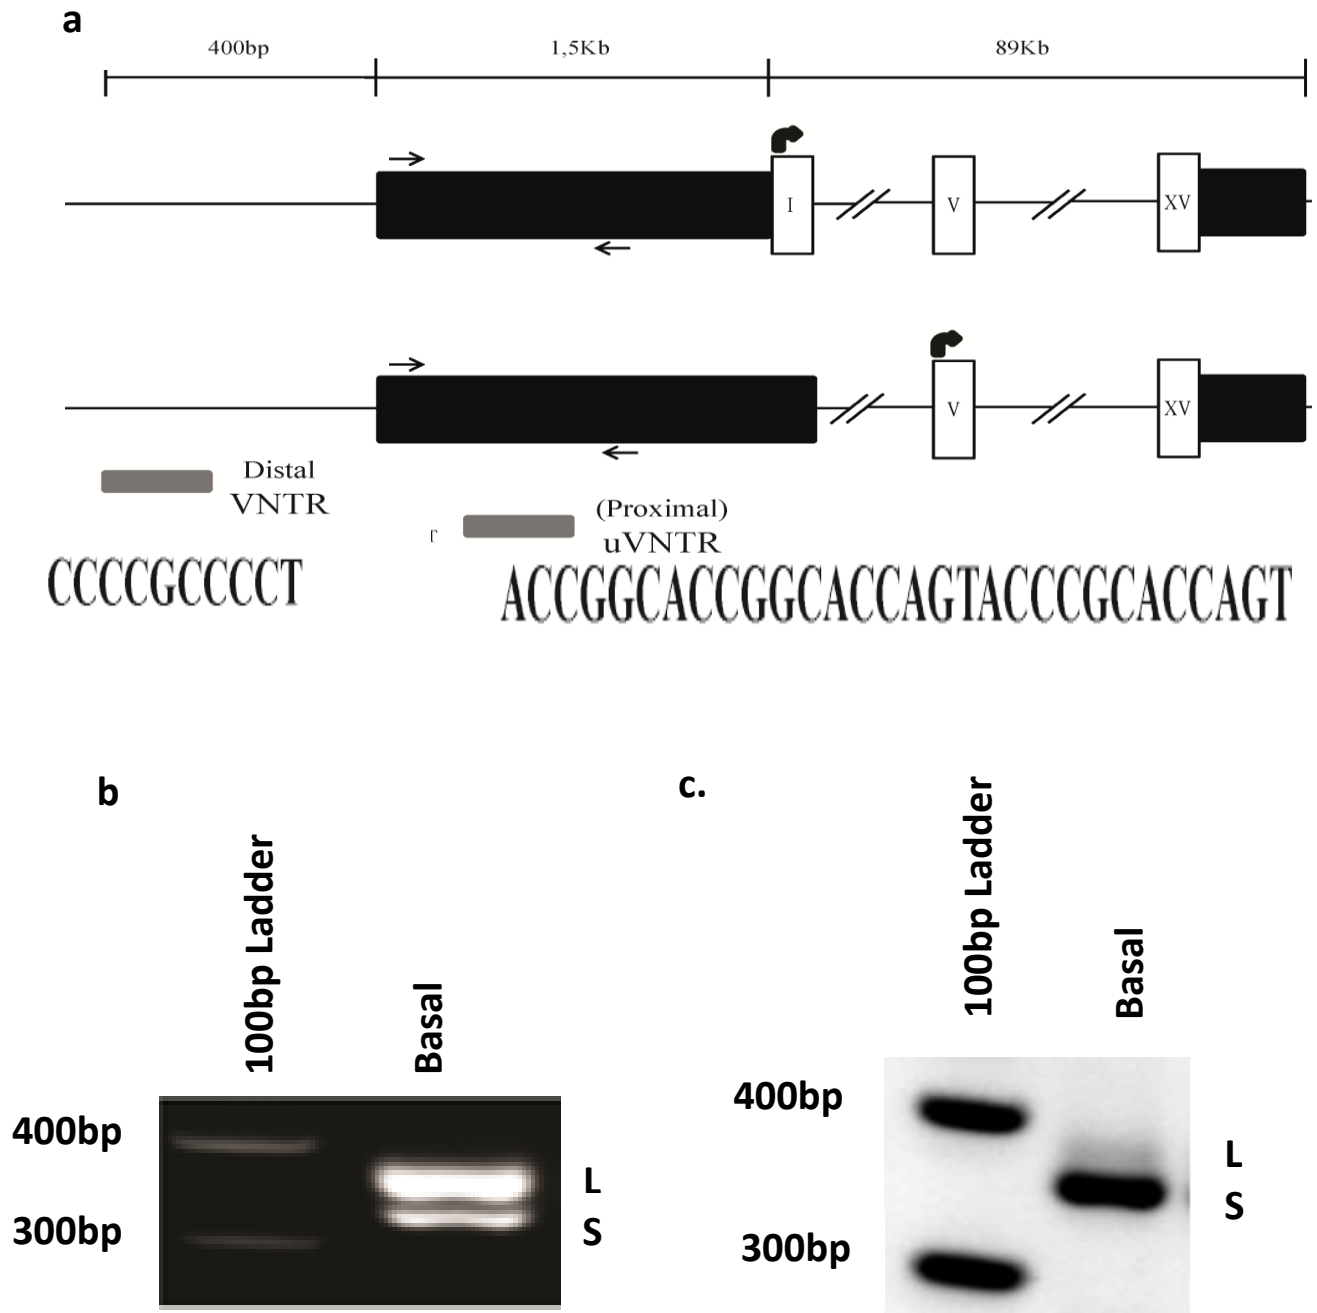 a
400bp 1,5Kb 89Kb
I V XV
V XV
Distal
VNTR
(Proximal)
uVNTR
CCCCGCCCCT
ACCGGCACCGGCACCAGTACCCGCACCAGT
b
c.
100bp Ladder
Basal
400bp
300bp
L
S
100bp Ladder
Basal
400bp
300bp
L
S